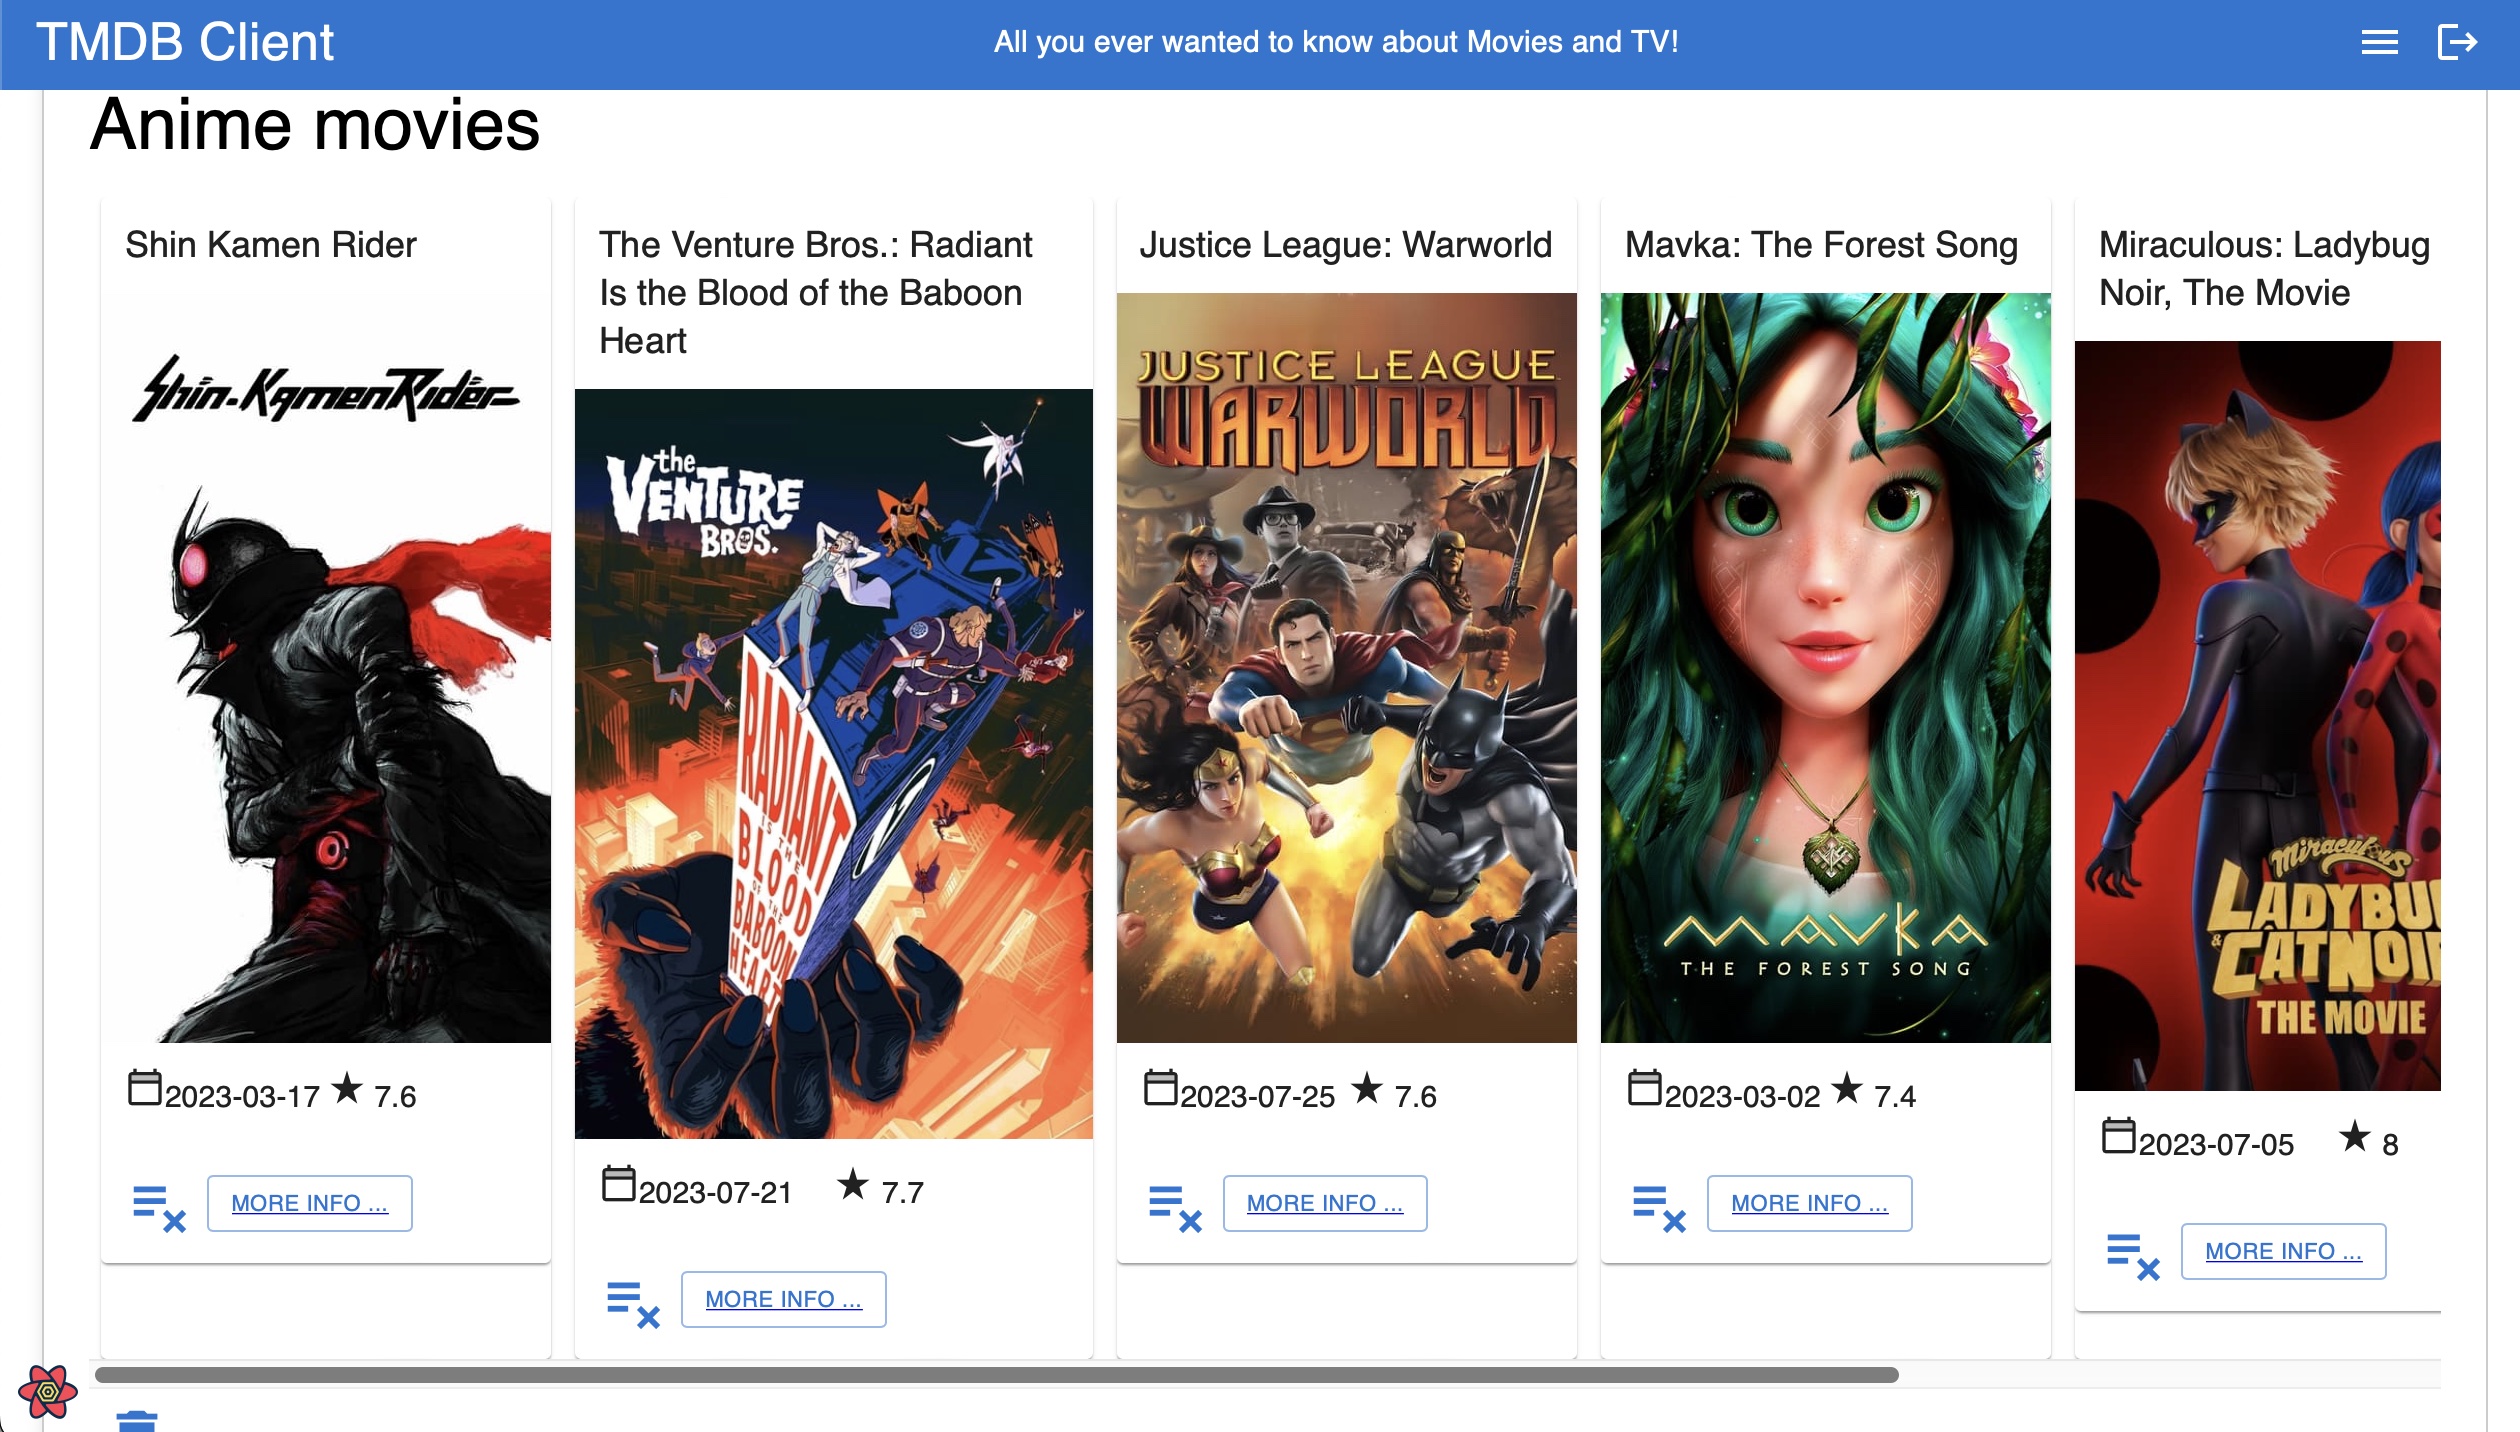 TMDB Client
All you ever wanted to know about Movies and TV!
Anime movies
Shin Kamen Rider
Shin.KamenRider
2023-03-17 7.6
MORE INFO ...
The Venture Bros.: Radiant
Is the Blood of the Baboon
Heart
the
VENTURE
BROS.
RADIANT
IS THE
BLOOD
OF THE
BABOON
HEART
2023-07-21 7.7
MORE INFO ...
Justice League: Warworld
JUSTICE LEAGUE
WARWORLD
2023-07-25 7.6
MORE INFO ...
Mavka: The Forest Song
MAVKA
THE FOREST SONG
2023-03-02 7.4
MORE INFO ...
Miraculous: Ladybug
Noir, The Movie
Miraculous
LADYBU
& CATNOI
THE MOVIE
2023-07-05 8
MORE INFO ...